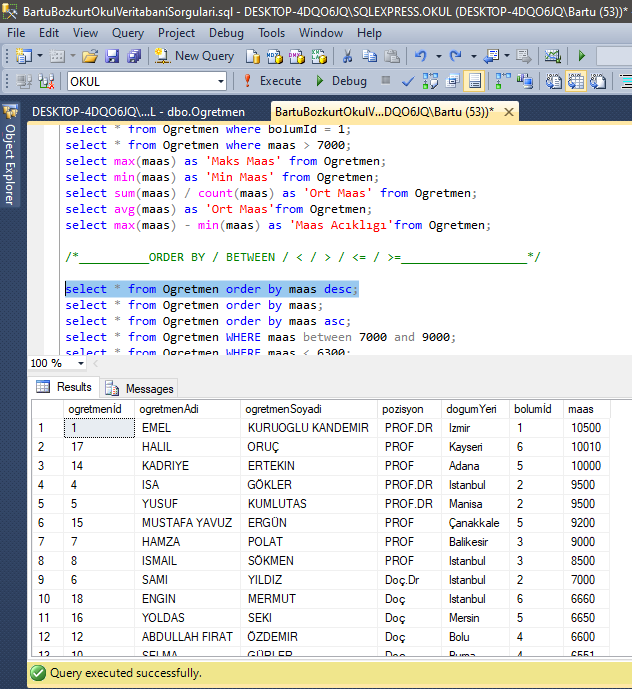 BartuBozkurtOkulVeritabaniSorgulari.sql - DESKTOP-4DQO6JQ\SQLEXPRESS.OKUL (DESKTOP-4DQO6JQ\Bartu (53))*
File Edit View Query Project Debug Tools Window Help
New Query
OKUL Execute Debug
DESKTOP-4DQO6JQ\...L - dbo.Ogretmen BartuBozkurtOkulV...DQO6JQ\Bartu (53))*
Object Explorer
select * from Ogretmen where bolumId = 1;
select * from Ogretmen where maas > 7000;
select max(maas) as 'Maks Maas' from Ogretmen;
select min(maas) as 'Min Maas' from Ogretmen;
select sum(maas) / count(maas) as 'Ort Maas' from Ogretmen;
select avg(maas) as 'Ort Maas'from Ogretmen;
select max(maas) - min(maas) as 'Maas Acıklıgı'from Ogretmen;
/*__________ORDER BY / BETWEEN / < / > / <= / >=__________________*/
select * from Ogretmen order by maas desc;
select * from Ogretmen order by maas;
select * from Ogretmen order by maas asc;
select * from Ogretmen WHERE maas between 7000 and 9000;
select * from Ogretmen WHERE maas < 6300;
100 %
Results Messages
ogretmenId ogretmenAdi ogretmenSoyadi pozisyon dogumYeri bolumId maas
1 1 EMEL KURUOGLU KANDEMIR PROF.DR Izmir 1 10500
2 17 HALIL ORUÇ PROF Kayseri 6 10010
3 14 KADRIYE ERTEKIN PROF Adana 5 10000
4 4 ISA GÖKLER PROF.DR Istanbul 2 9500
5 5 YUSUF KUMLUTAS PROF.DR Manisa 2 9500
6 15 MUSTAFA YAVUZ ERGÜN PROF Çanakkale 5 9200
7 7 HAMZA POLAT PROF Balikesir 3 9000
8 8 ISMAIL SÖKMEN PROF Istanbul 3 8500
9 6 SAMI YILDIZ Doç.Dr Istanbul 2 7000
10 18 ENGIN MERMUT Doç Istanbul 6 6660
11 16 YOLDAS SEKI Doç Mersin 5 6650
12 12 ABDULLAH FIRAT ÖZDEMIR Doç Bolu 4 6600
13 10 SELMA GÜRLER Doç Bursa 4 6551
Query executed successfully.